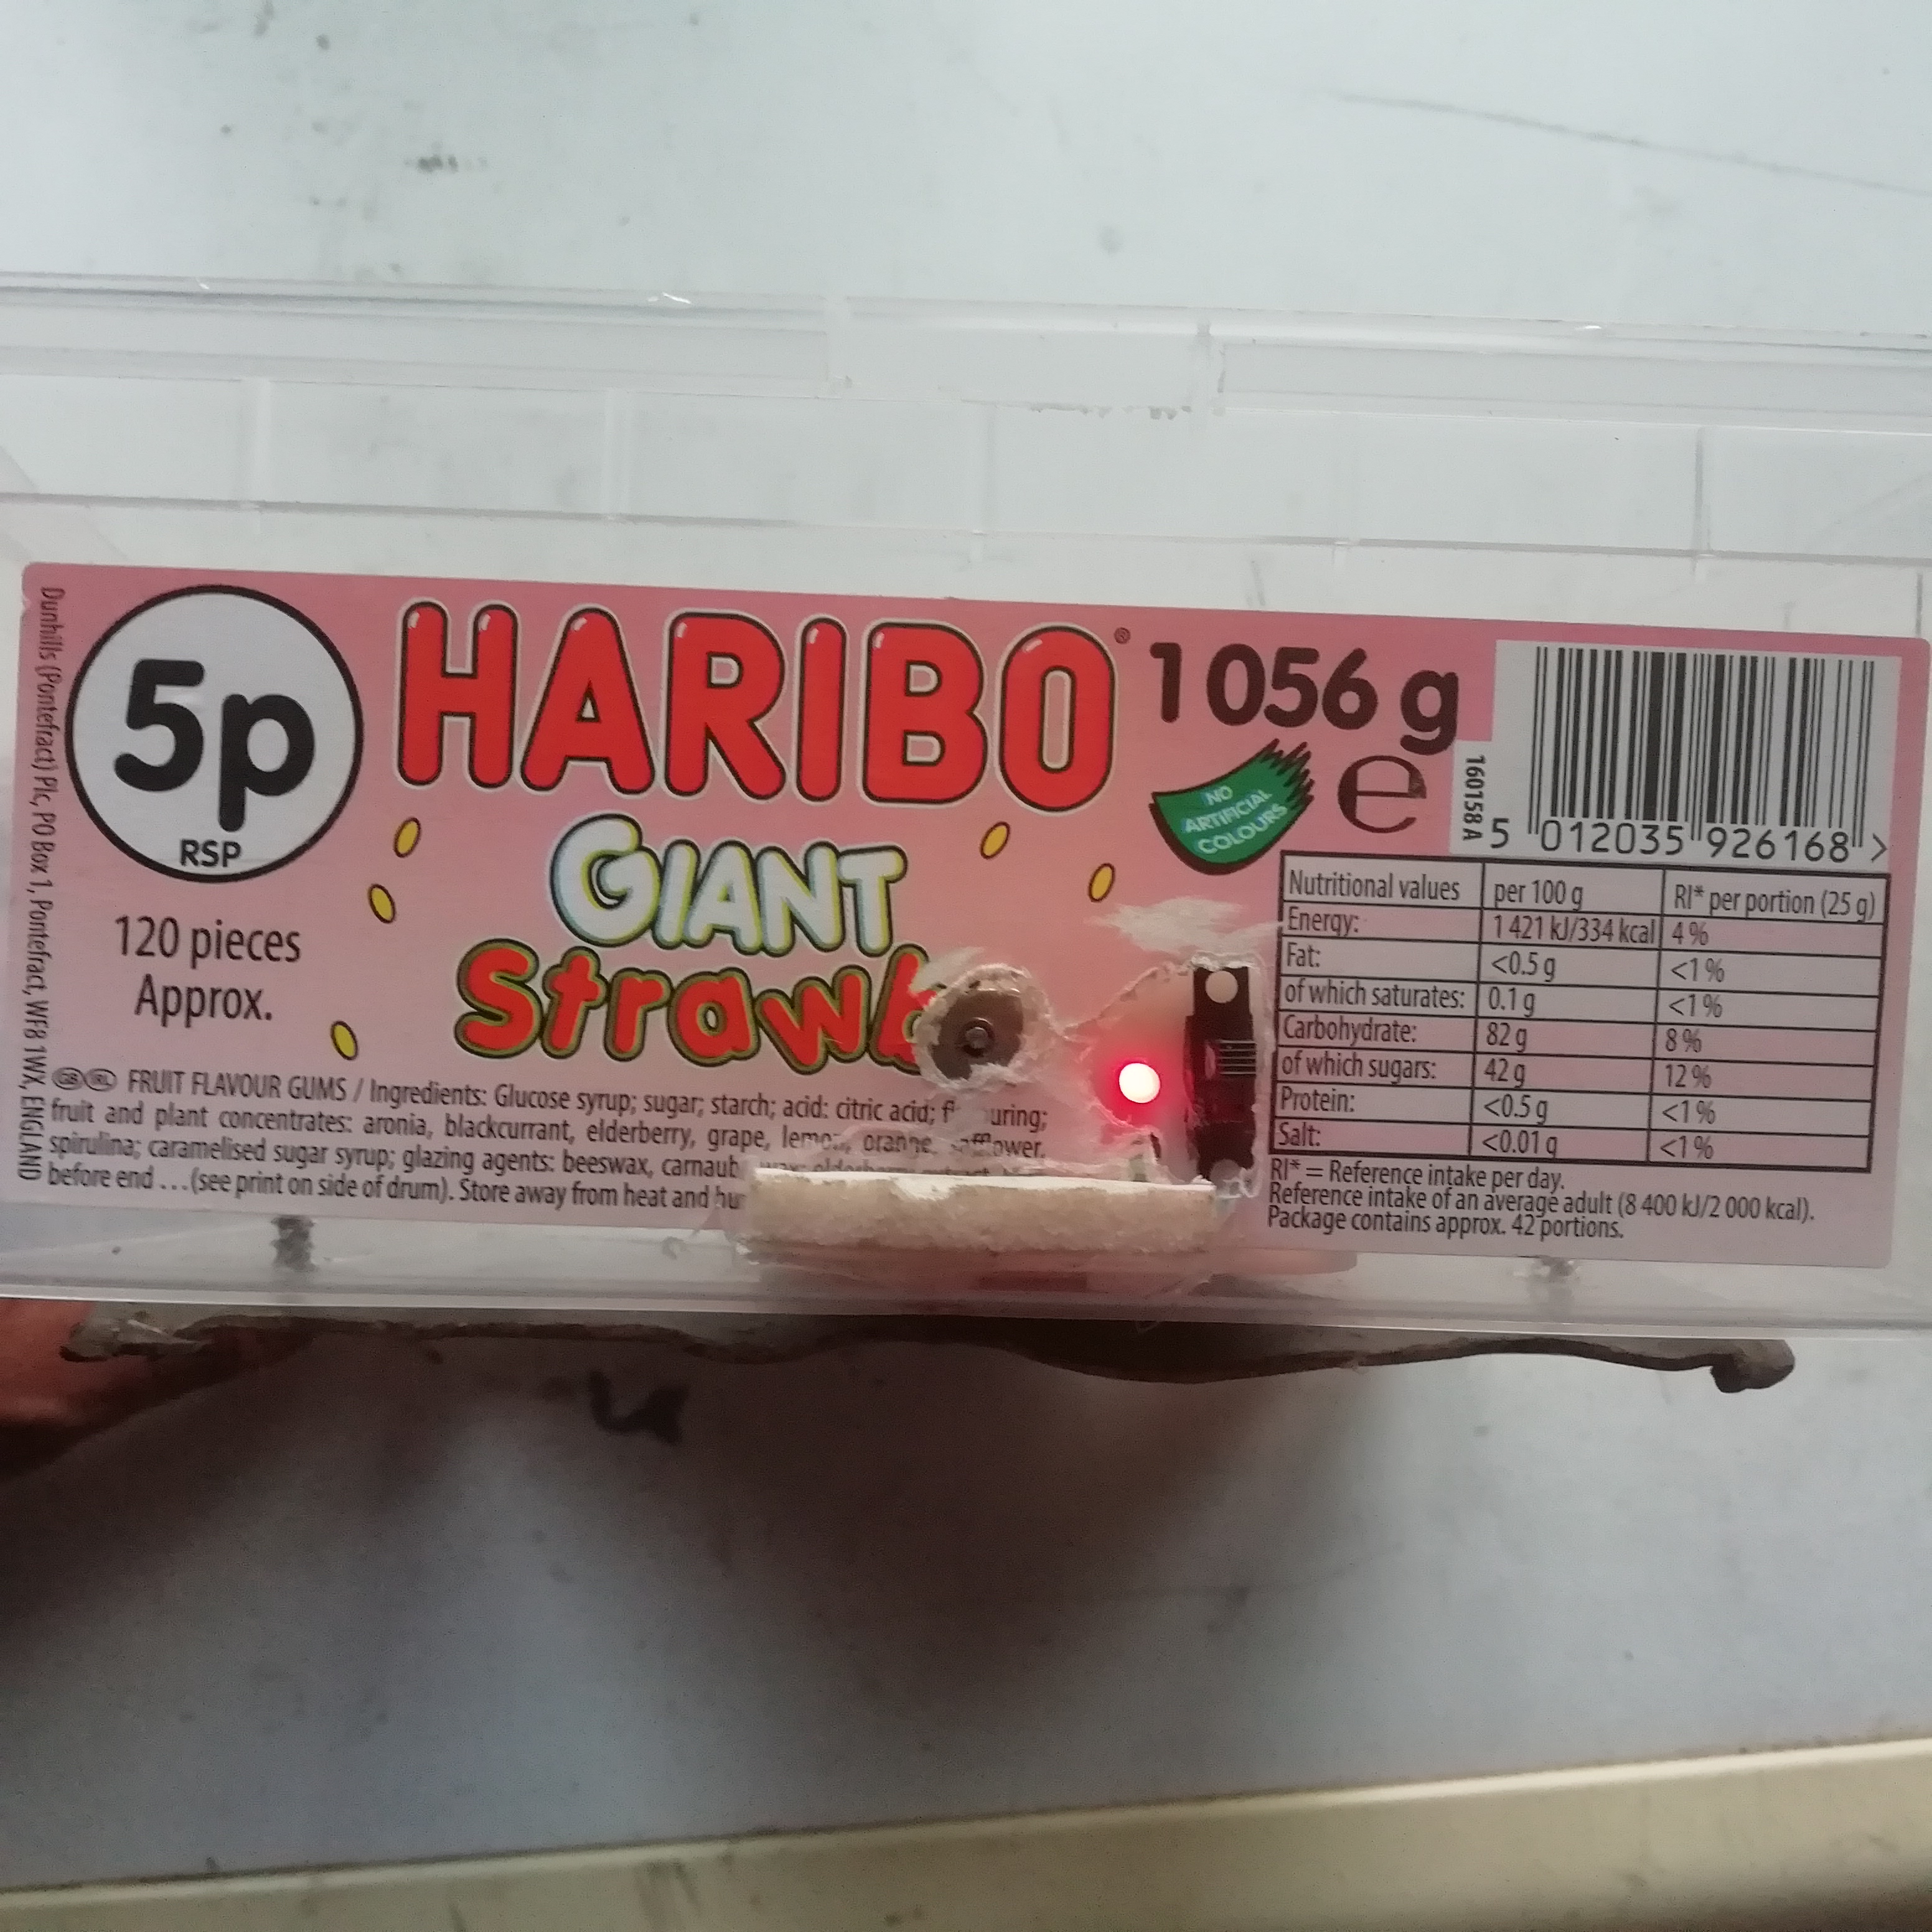 Dunhills (Pontefract) Plc, PO Box 1, Pontefract, WF8 1WX, ENGLAND
5p
RSP
120 pieces
Approx.
HARIBO®
GIANT
Strawb
1056 g
e
NO
ARTIFICIAL
COLOURS
160158 A
5 012035 926168 >
GB IRL FRUIT FLAVOUR GUMS / Ingredients: Glucose syrup; sugar; starch; acid: citric acid;
fruit and plant concentrates: aronia, blackcurrant, elderberry, grape, lemon, orange, safflower,
spirulina; caramelised sugar syrup; glazing agents: beeswax,
before end ...(see print on side of drum). Store away from heat and
Nutritional values per 100 g RI* per portion (25 g)
Energy: 1 421 kJ/334 kcal 4 %
Fat: <0.5 g <1 %
of which saturates: 0.1 g <1 %
Carbohydrate: 82 g 8 %
of which sugars: 42 g 12 %
Protein: <0.5 g <1 %
Salt: <0.01 g <1 %
RI* = Reference intake per day.
Reference intake of an average adult (8 400 kJ/2 000 kcal).
Package contains approx. 42 portions.